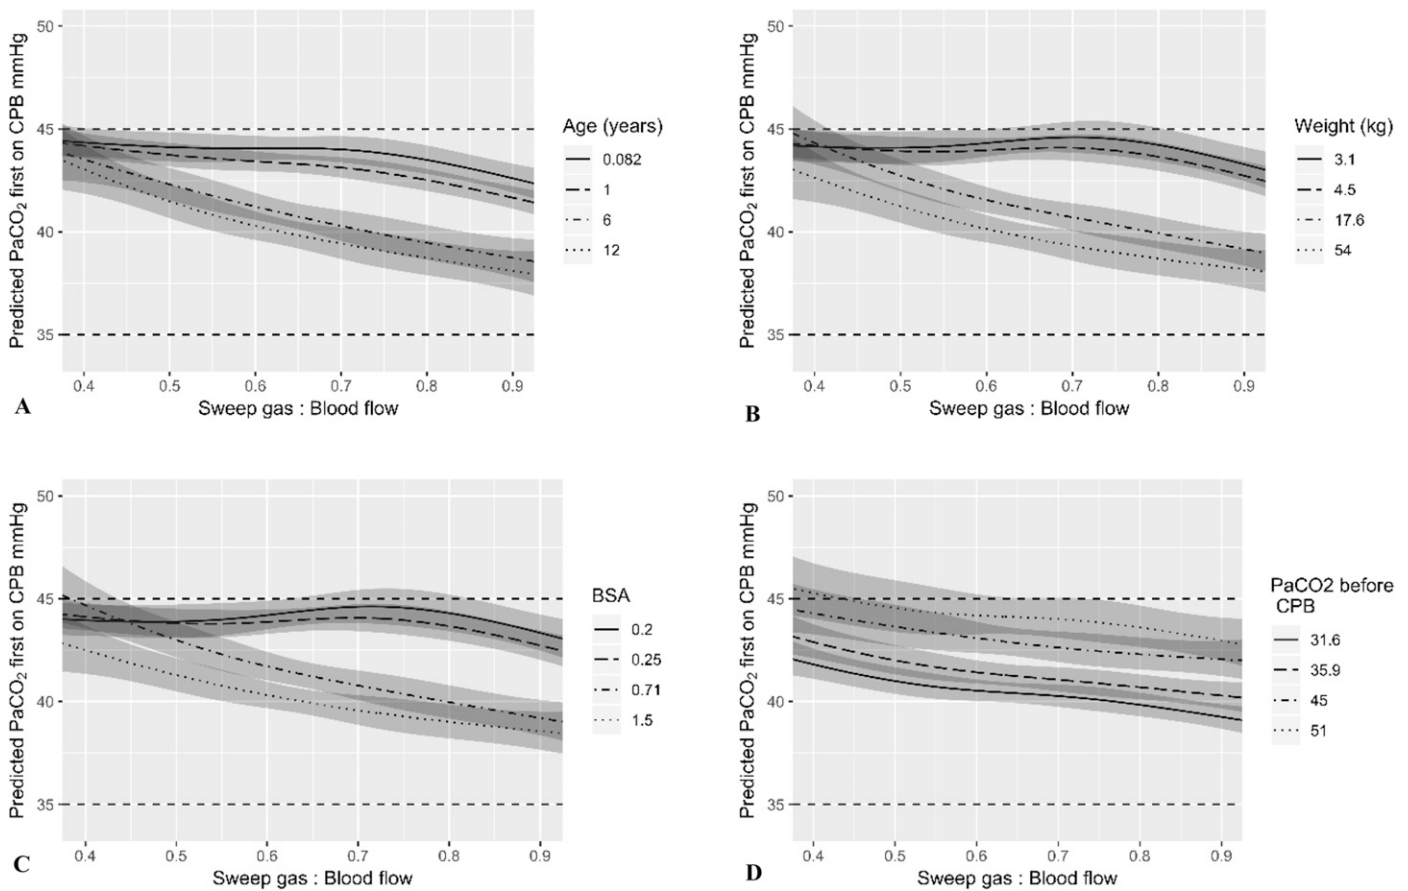 Predicted PaCO2 first on CPB mmHg
50
45
40
35
0.4 0.5 0.6 0.7 0.8 0.9
Sweep gas : Blood flow
A
Age (years)
0.082
1
6
12
Predicted PaCO2 first on CPB mmHg
50
45
40
35
0.4 0.5 0.6 0.7 0.8 0.9
Sweep gas : Blood flow
B
Weight (kg)
3.1
4.5
17.6
54
Predicted PaCO2 first on CPB mmHg
50
45
40
35
0.4 0.5 0.6 0.7 0.8 0.9
Sweep gas : Blood flow
C
BSA
0.2
0.25
0.71
1.5
Predicted PaCO2 first on CPB mmHg
50
45
40
35
0.4 0.5 0.6 0.7 0.8 0.9
Sweep gas : Blood flow
D
PaCO2 before
CPB
31.6
35.9
45
51